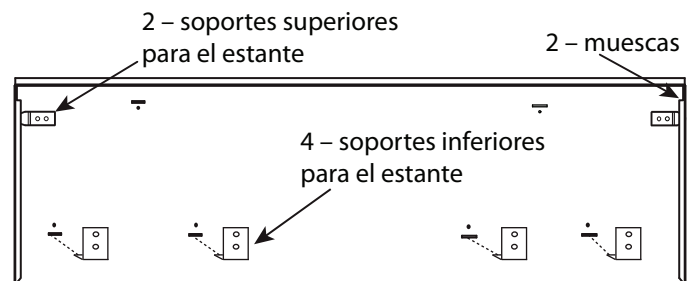 2 – soportes superiores
para el estante
2 – muescas
4 – soportes inferiores
para el estante